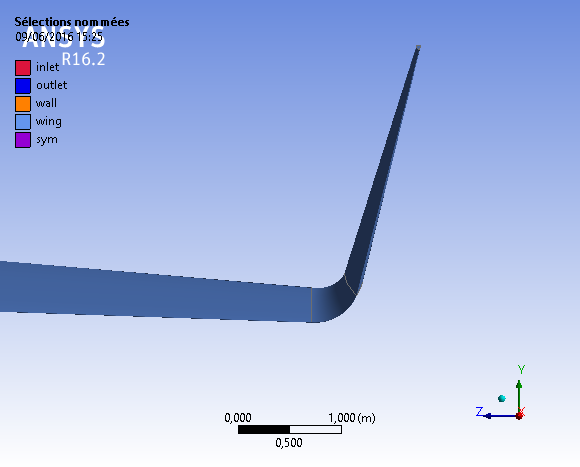 Sélections nommées
09/06/2016 15:25
ANSYS
R16.2
inlet
outlet
wall
wing
sym
0,000
1,000 (m)
0,500
Y
Z
X